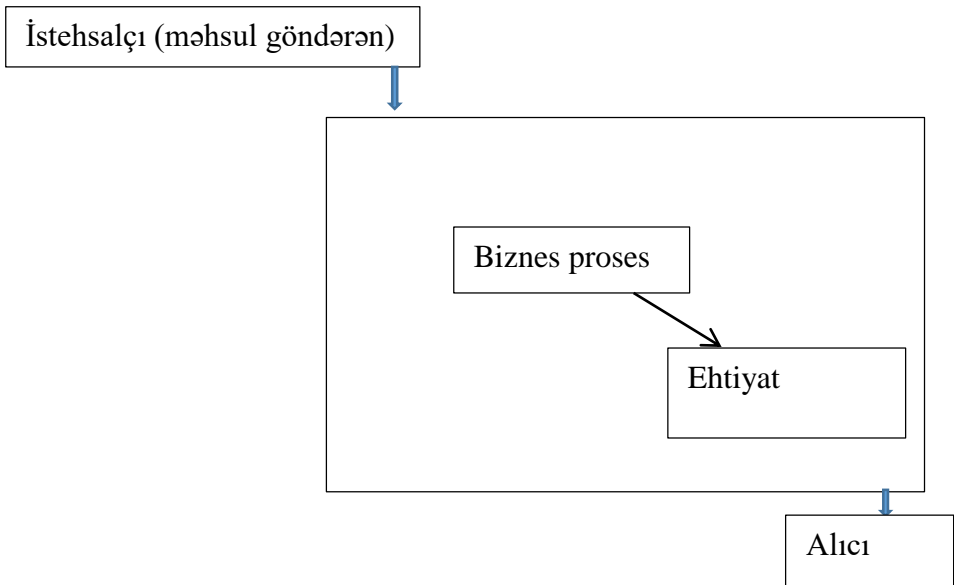 İstehsalçı (məhsul göndərən)
Biznes proses
Ehtiyat
Alıcı